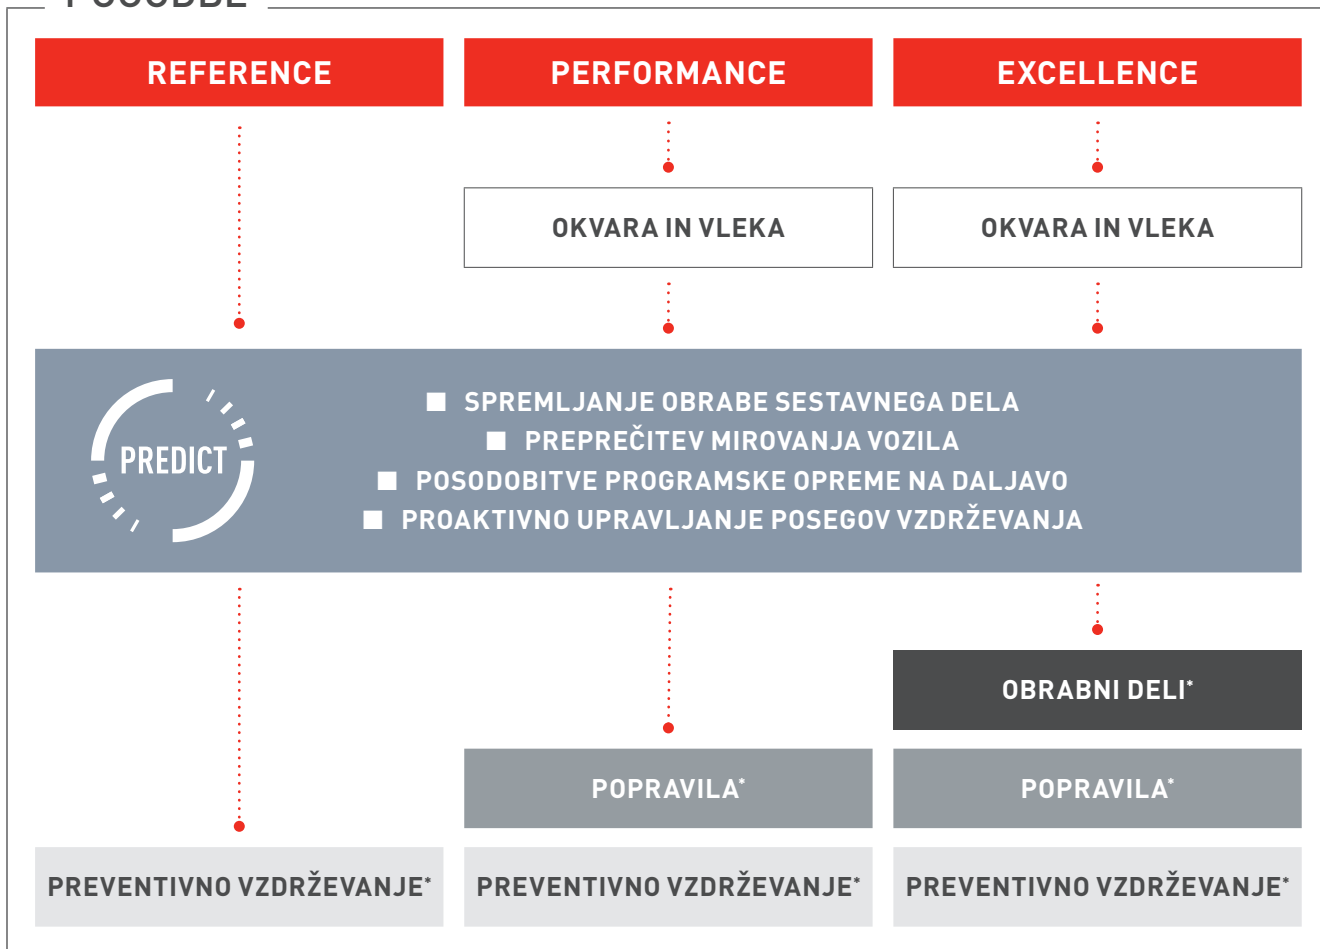 REFERENCE
PERFORMANCE
EXCELLENCE
OKVARA IN VLEKA
OKVARA IN VLEKA
PREDICT
■ SPREMLJANJE OBRABE SESTAVNEGA DELA
■ PREPREČITEV MIROVANJA VOZILA
■ POSODOBITVE PROGRAMSKE OPREME NA DALJAVO
■ PROAKTIVNO UPRAVLJANJE POSEGOV VZDRŽEVANJA
OBRABNI DELI*
POPRAVILA*
POPRAVILA*
PREVENTIVNO VZDRŽEVANJE*
PREVENTIVNO VZDRŽEVANJE*
PREVENTIVNO VZDRŽEVANJE*